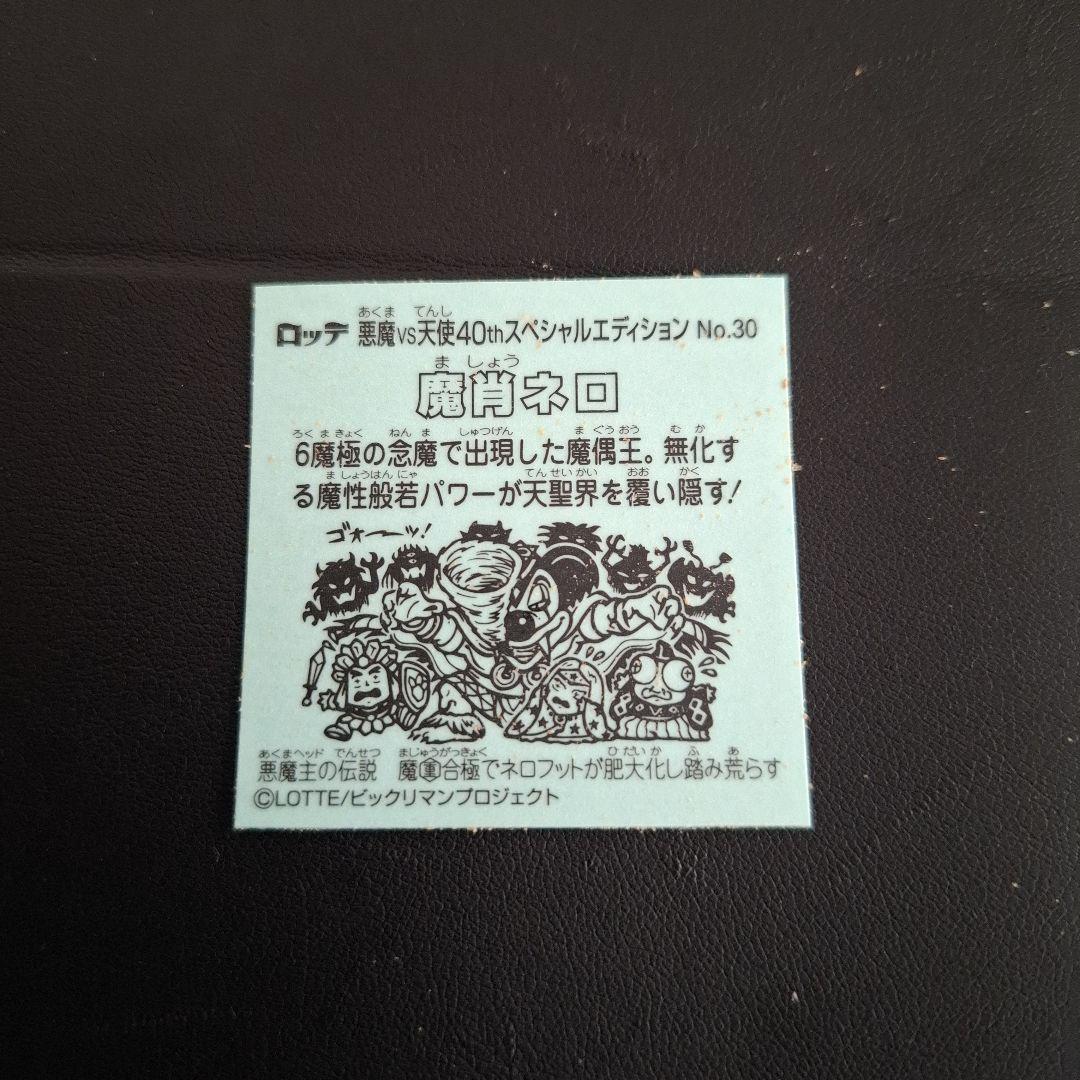 ロッテ 悪魔VS天使40thスペシャルエディション No.30
あくま てんし
ま しょう
魔肖ネロ
ろくまきょく ねんま しゅつげん まぐうおう むか
6魔極の念魔で出現した魔偶王。無化す
ましょうはんにゃ てんせいかい おお かく
る魔性般若パワーが天聖界を覆い隠す!
ゴォーーッ!
あくまヘッド でんせつ まじゅうがっきょく ひだいか ふ あ
悪魔主の伝説 魔重合極でネロフットが肥大化し踏み荒らす
©LOTTE/ビックリマンプロジェクト